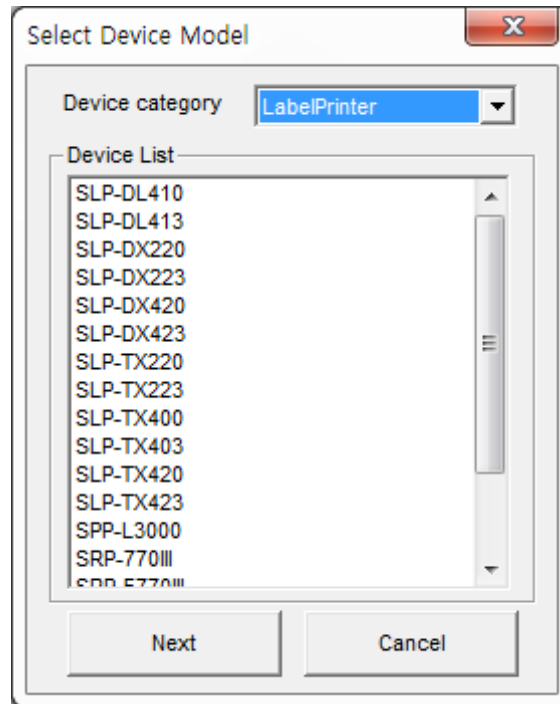 Select Device Model
Device category
LabelPrinter
Device List
SLP-DL410
SLP-DL413
SLP-DX220
SLP-DX223
SLP-DX420
SLP-DX423
SLP-TX220
SLP-TX223
SLP-TX400
SLP-TX403
SLP-TX420
SLP-TX423
SPP-L3000
SRP-770III
SRP-E770III
Next
Cancel